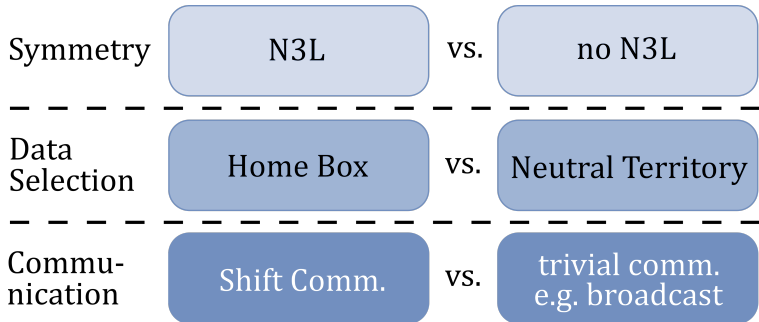 Symmetry N3L vs. no N3L
Data
Selection
Home Box vs. Neutral Territory
Commu-
nication
Shift Comm. vs. trivial comm.
e.g. broadcast